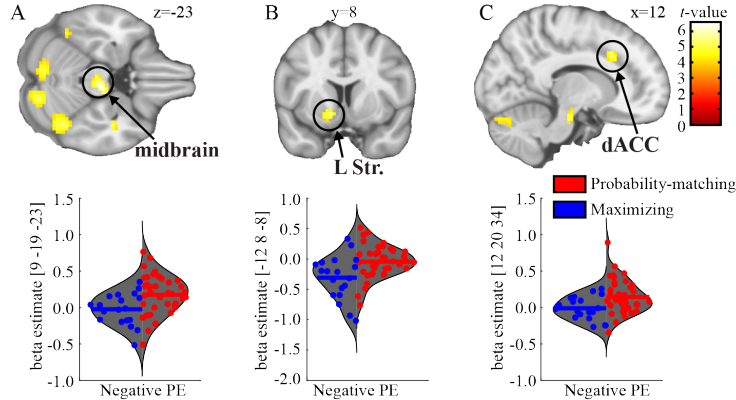 A
z=-23
midbrain
B
y=8
L Str.
C
x=12
dACC
t-value
6
5
4
3
2
1
0
Probability-matching
Maximizing
beta estimate [9 -19 -23]
1.5
1.0
0.5
0.0
-0.5
-1.0
Negative PE
beta estimate [-12 8 -8]
1.0
0.5
0.0
-0.5
-1.0
-1.5
-2.0
Negative PE
beta estimate [12 20 34]
1.5
1.0
0.5
0.0
-0.5
-1.0
Negative PE